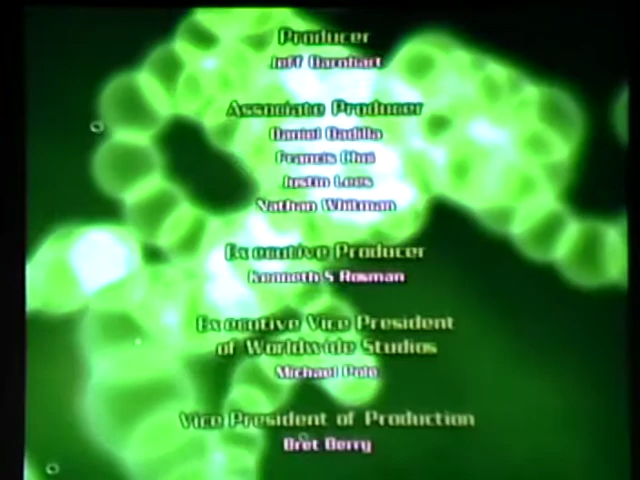 Producer
Jeff Barnhart
Associate Producer
Daniel Badilla
Francis Choi
Justin Lees
Nathan Whitman
Executive Producer
Kenneth S Rosman
Executive Vice President
of Worldwide Studios
Michael Pole
Vice President of Production
Bret Berry